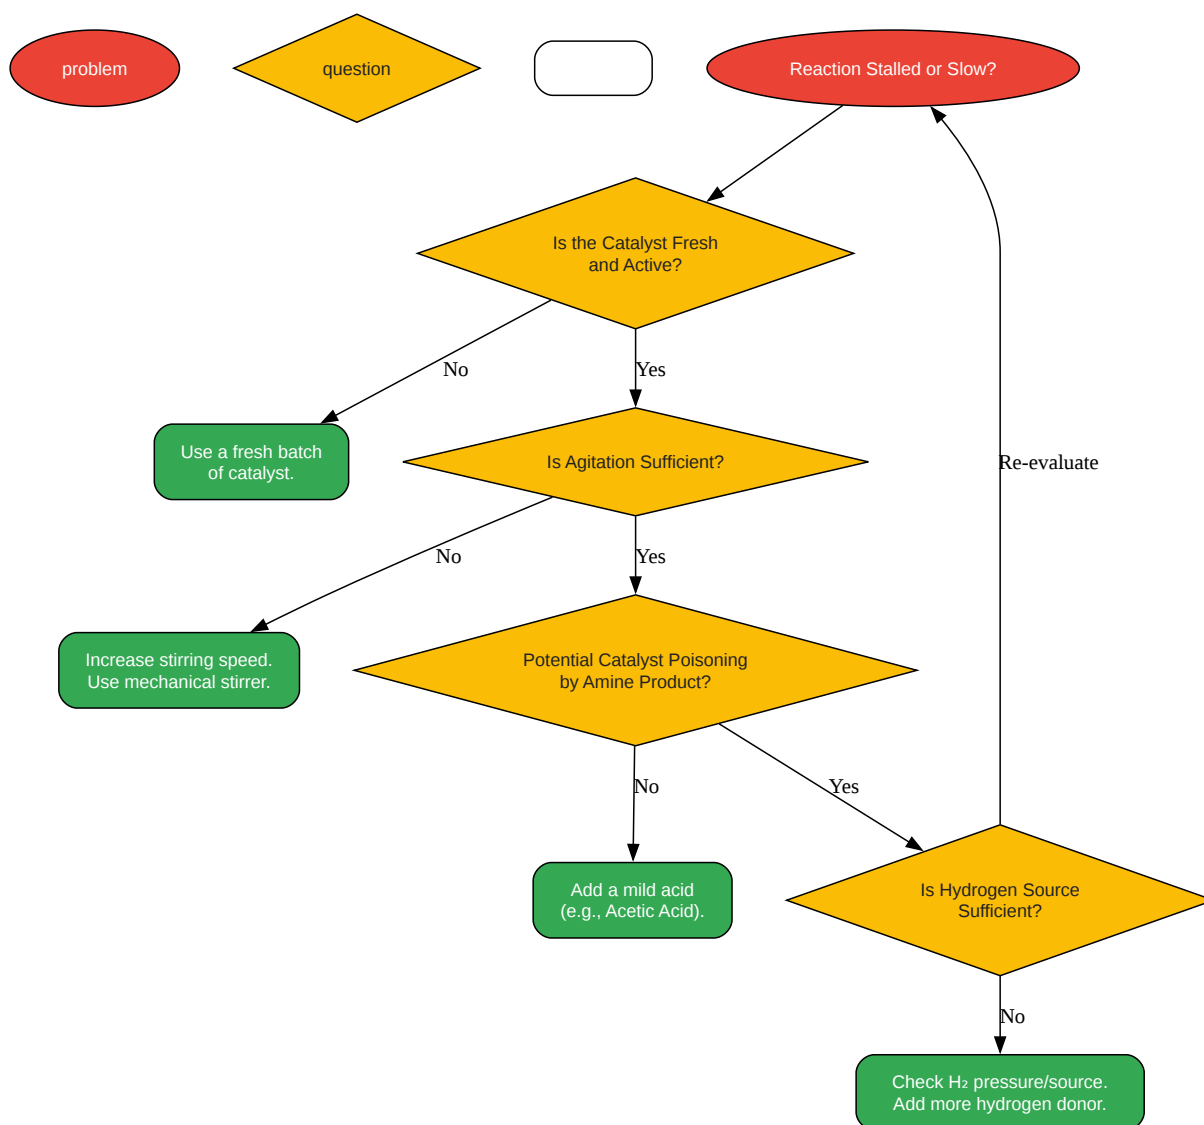 problem
question
Reaction Stalled or Slow?
Is the Catalyst Fresh
and Active?
No
Yes
Use a fresh batch
of catalyst.
Is Agitation Sufficient?
Re-evaluate
No
Yes
Increase stirring speed.
Use mechanical stirrer.
Potential Catalyst Poisoning
by Amine Product?
No
Yes
Add a mild acid
(e.g., Acetic Acid).
Is Hydrogen Source
Sufficient?
No
Check H₂ pressure/source.
Add more hydrogen donor.